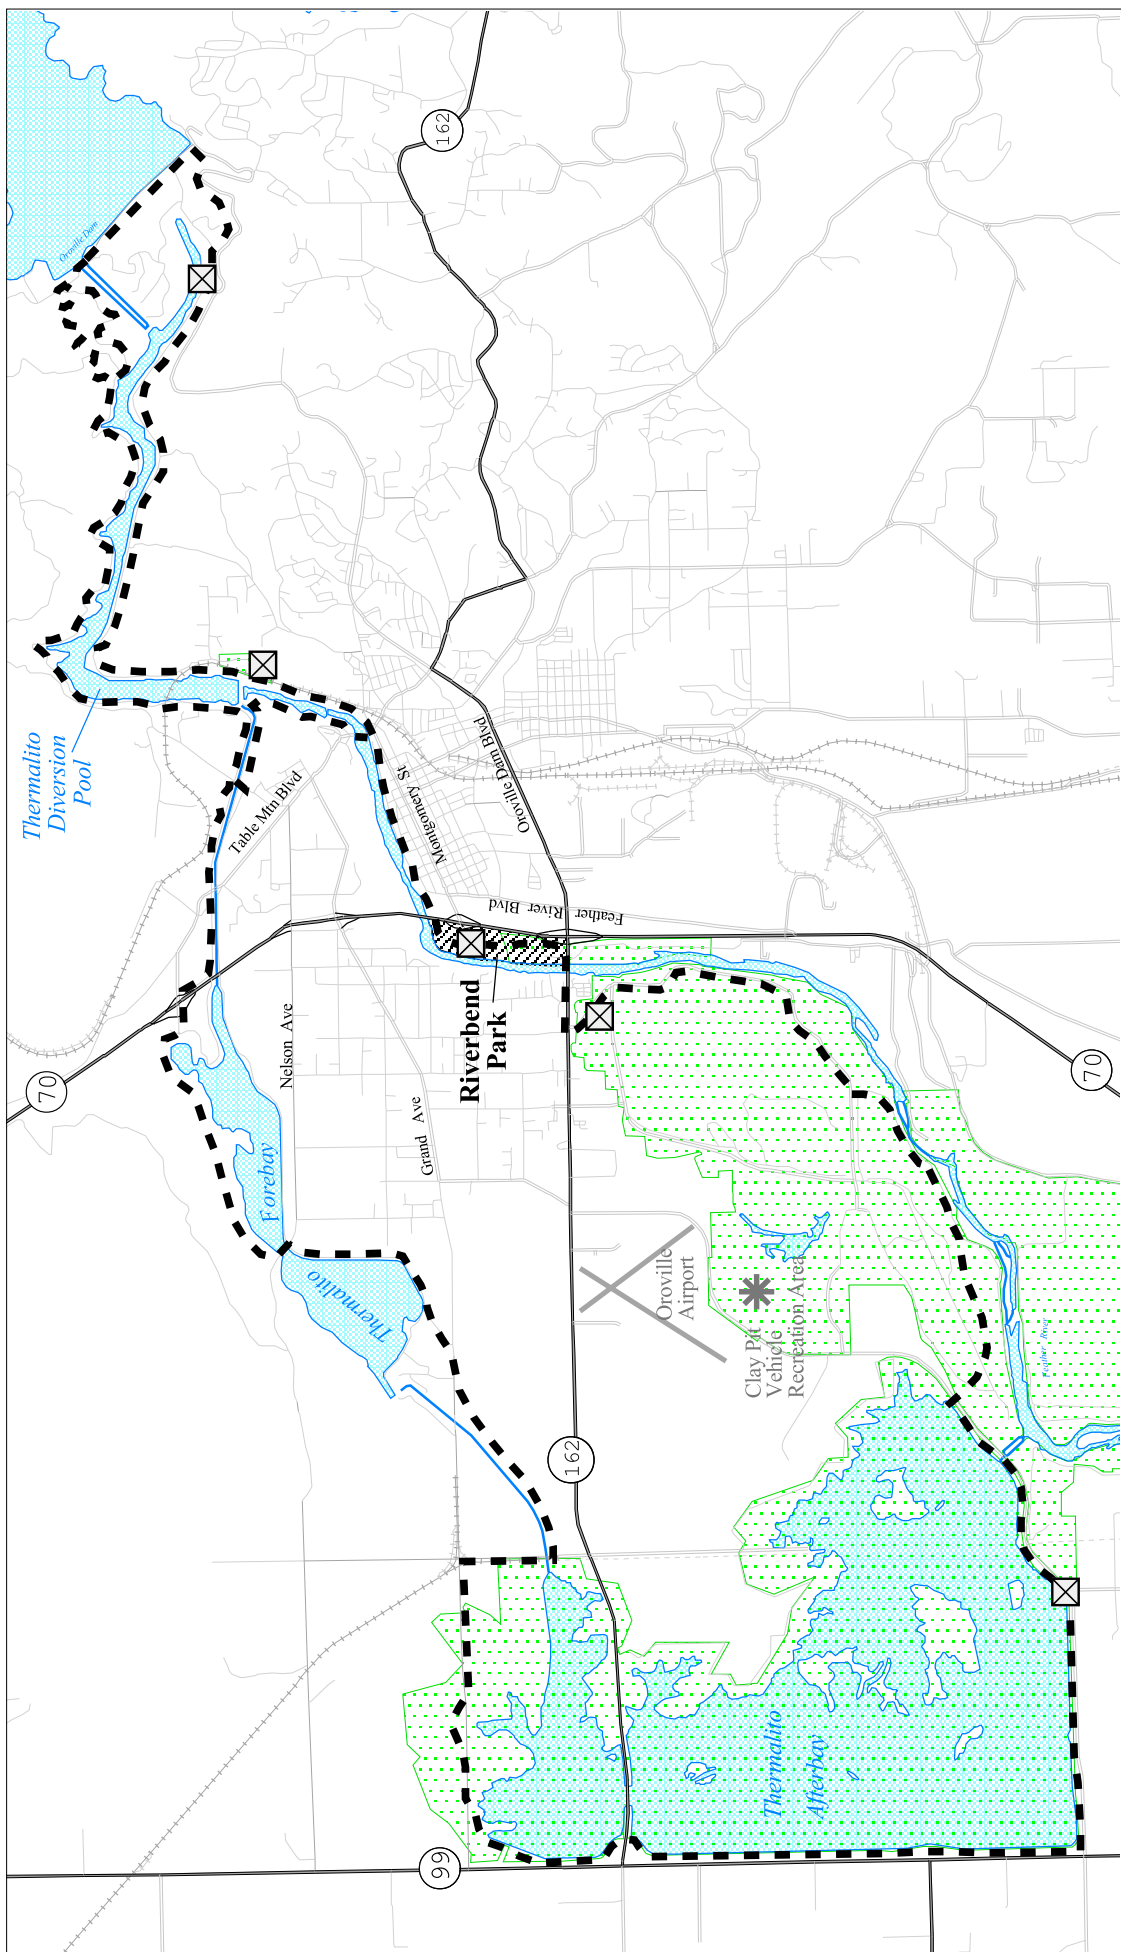 162
Oroville Dam
Thermalito
Diversion
Pool
Table Mtn Blvd
Montgomery St
Oroville Dam Blvd
Feather River Blvd
Riverbend
Park
Nelson Ave
Grand Ave
70
70
Forebay
Thermalito
Oroville
Airport
Clay Pit
Vehicle
Recreation Area
Feather River
162
Thermalito
Afterbay
99